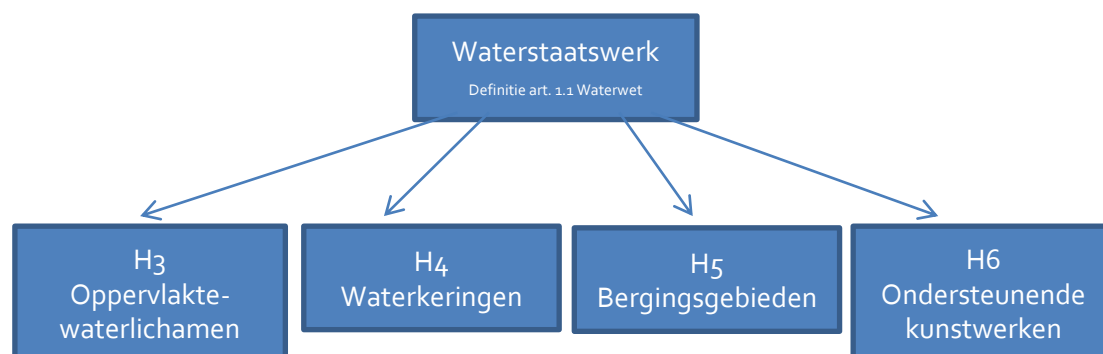 Waterstaatswerk
Definitie art. 1.1 Waterwet
H3
Oppervlakte-
waterlichamen
H4
Waterkeringen
H5
Bergingsgebieden
H6
Ondersteunende
kunstwerken